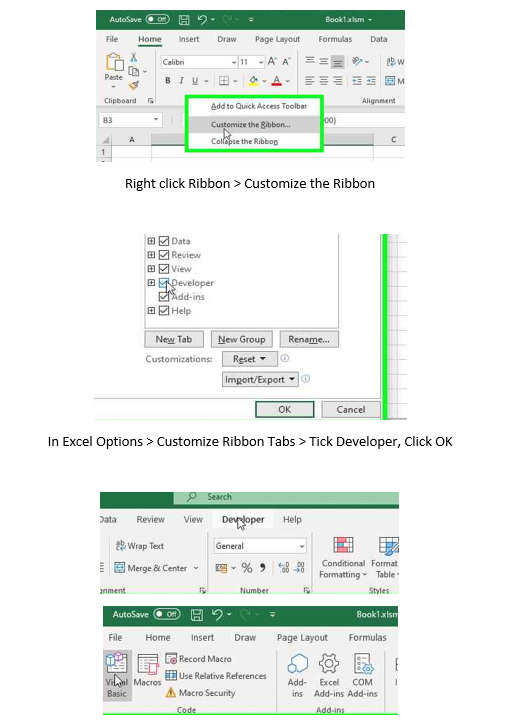 AutoSave Off Book1.xlsm
File Home Insert Draw Page Layout Formulas Data
Calibri 11 A A W
Paste B I U A M
Clipboard Alignment
Add to Quick Access Toolbar
B3 Customize the Ribbon... 00)
Collapse the Ribbon
A C
1
Right click Ribbon > Customize the Ribbon
Data
Review
View
Developer
Add-ins
Help
New Tab New Group Rename...
Customizations: Reset
Import/Export
OK Cancel
In Excel Options > Customize Ribbon Tabs > Tick Developer, Click OK
Search
Data Review View Developer Help
Wrap Text General Conditional Format
Merge & Center % Formatting Table
Number Styles
AutoSave Off Book1.xlsm
File Home Insert Draw Page Layout Formulas
Record Macro
Visual Macros Use Relative References Add- Excel COM
Basic Macro Security ins Add-ins Add-ins
Code Add-ins